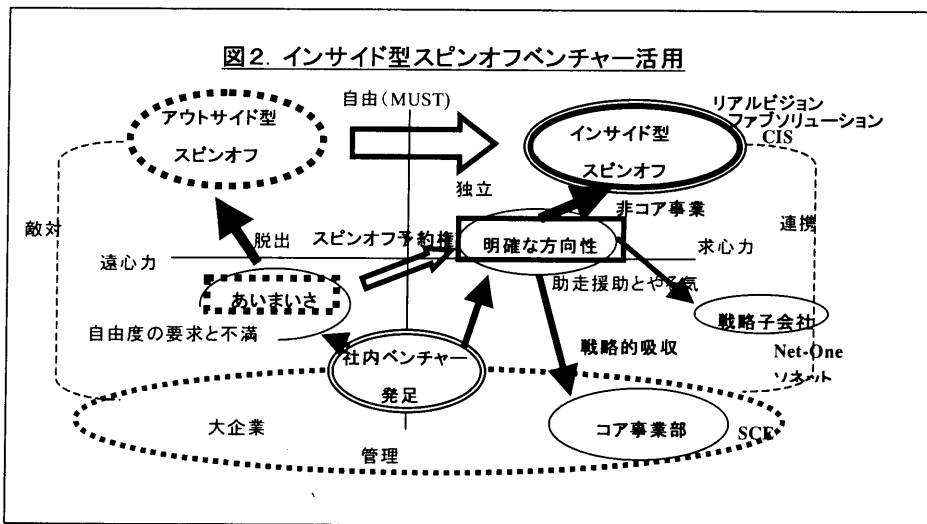 図2. インサイド型スピンオフベンチャー活用
自由(MUST)
リアルビジョン
ファブソリューション
CIS
アウトサイド型
スピンオフ
インサイド型
スピンオフ
独立
非コア事業
敵対
連携
脱出
スピンオフ予約権
明確な方向性
遠心力
求心力
あいまいさ
助走援助とやる気
自由度の要求と不満
戦略子会社
社内ベンチャー
発足
戦略的吸収
Net-One
ソネット
大企業
コア事業部
SCE
管理